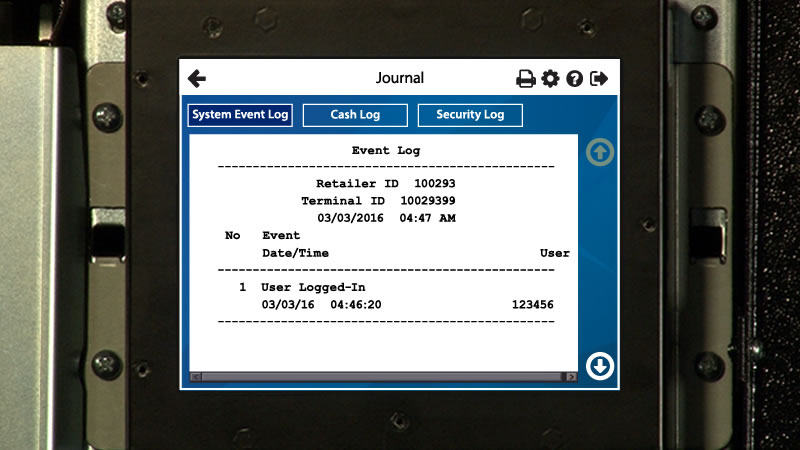 Journal
System Event Log Cash Log Security Log
Event Log
------------------------------------------------
Retailer ID 100293
Terminal ID 10029399
03/03/2016 04:47 AM
No Event
Date/Time User
------------------------------------------------
1 User Logged-In
03/03/16 04:46:20 123456
------------------------------------------------